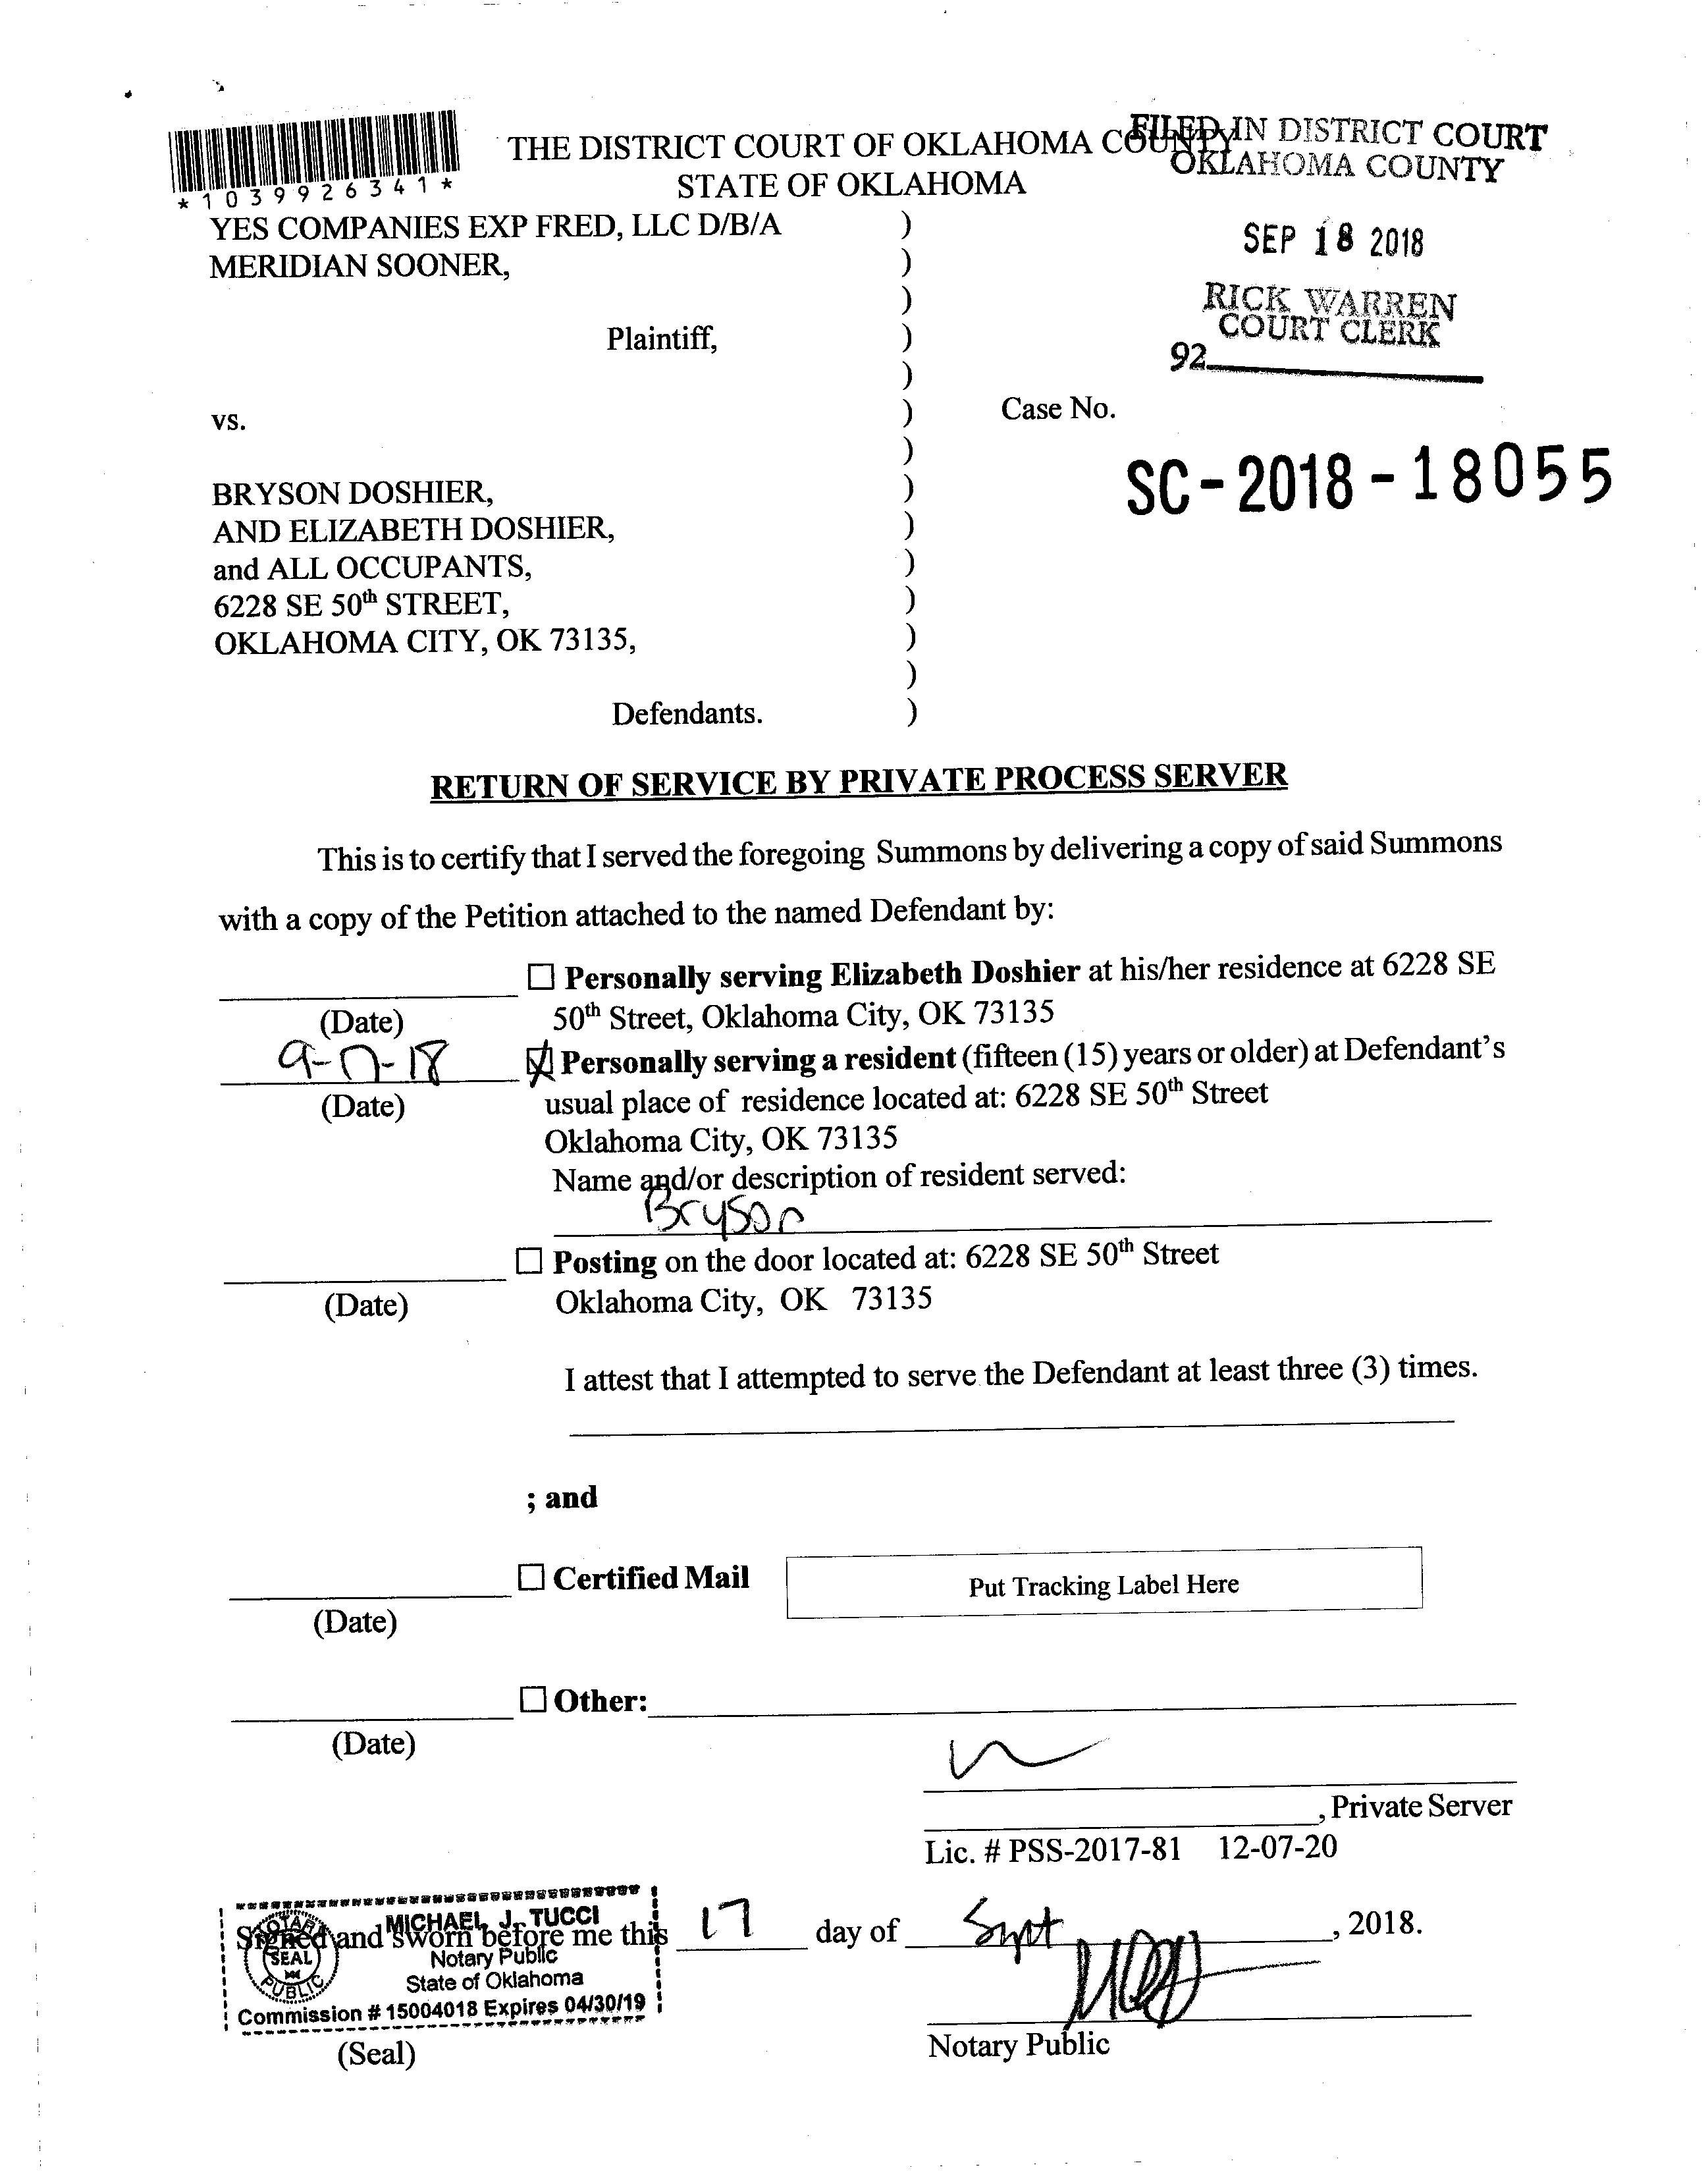 *1039926341*
THE DISTRICT COURT OF OKLAHOMA COUNTY
STATE OF OKLAHOMA
FILED IN DISTRICT COURT
OKLAHOMA COUNTY
SEP 18 2018
RICK WARREN
COURT CLERK
92
YES COMPANIES EXP FRED, LLC D/B/A )
MERIDIAN SOONER, )
)
Plaintiff, )
)
vs. )
)
BRYSON DOSHIER, )
AND ELIZABETH DOSHIER, )
and ALL OCCUPANTS, )
6228 SE 50th STREET, )
OKLAHOMA CITY, OK 73135, )
)
Defendants. )
Case No.
SC-2018-18055
RETURN OF SERVICE BY PRIVATE PROCESS SERVER
This is to certify that I served the foregoing Summons by delivering a copy of said Summons
with a copy of the Petition attached to the named Defendant by:
☐ Personally serving Elizabeth Doshier at his/her residence at 6228 SE
(Date) 50th Street, Oklahoma City, OK 73135
9-17-18 ☒ Personally serving a resident (fifteen (15) years or older) at Defendant's
(Date) usual place of residence located at: 6228 SE 50th Street
Oklahoma City, OK 73135
Name and/or description of resident served:
Bryson
☐ Posting on the door located at: 6228 SE 50th Street
(Date) Oklahoma City, OK 73135
I attest that I attempted to serve the Defendant at least three (3) times.
; and
☐ Certified Mail Put Tracking Label Here
(Date)
☐ Other:
(Date)
, Private Server
Lic. # PSS-2017-81 12-07-20
Signed and sworn before me this 17 day of Sept, 2018.
NOTARY PUBLIC
SEAL
MICHAEL J. TUCCI
Notary Public
State of Oklahoma
Commission # 15004018 Expires 04/30/19
(Seal)
Notary Public